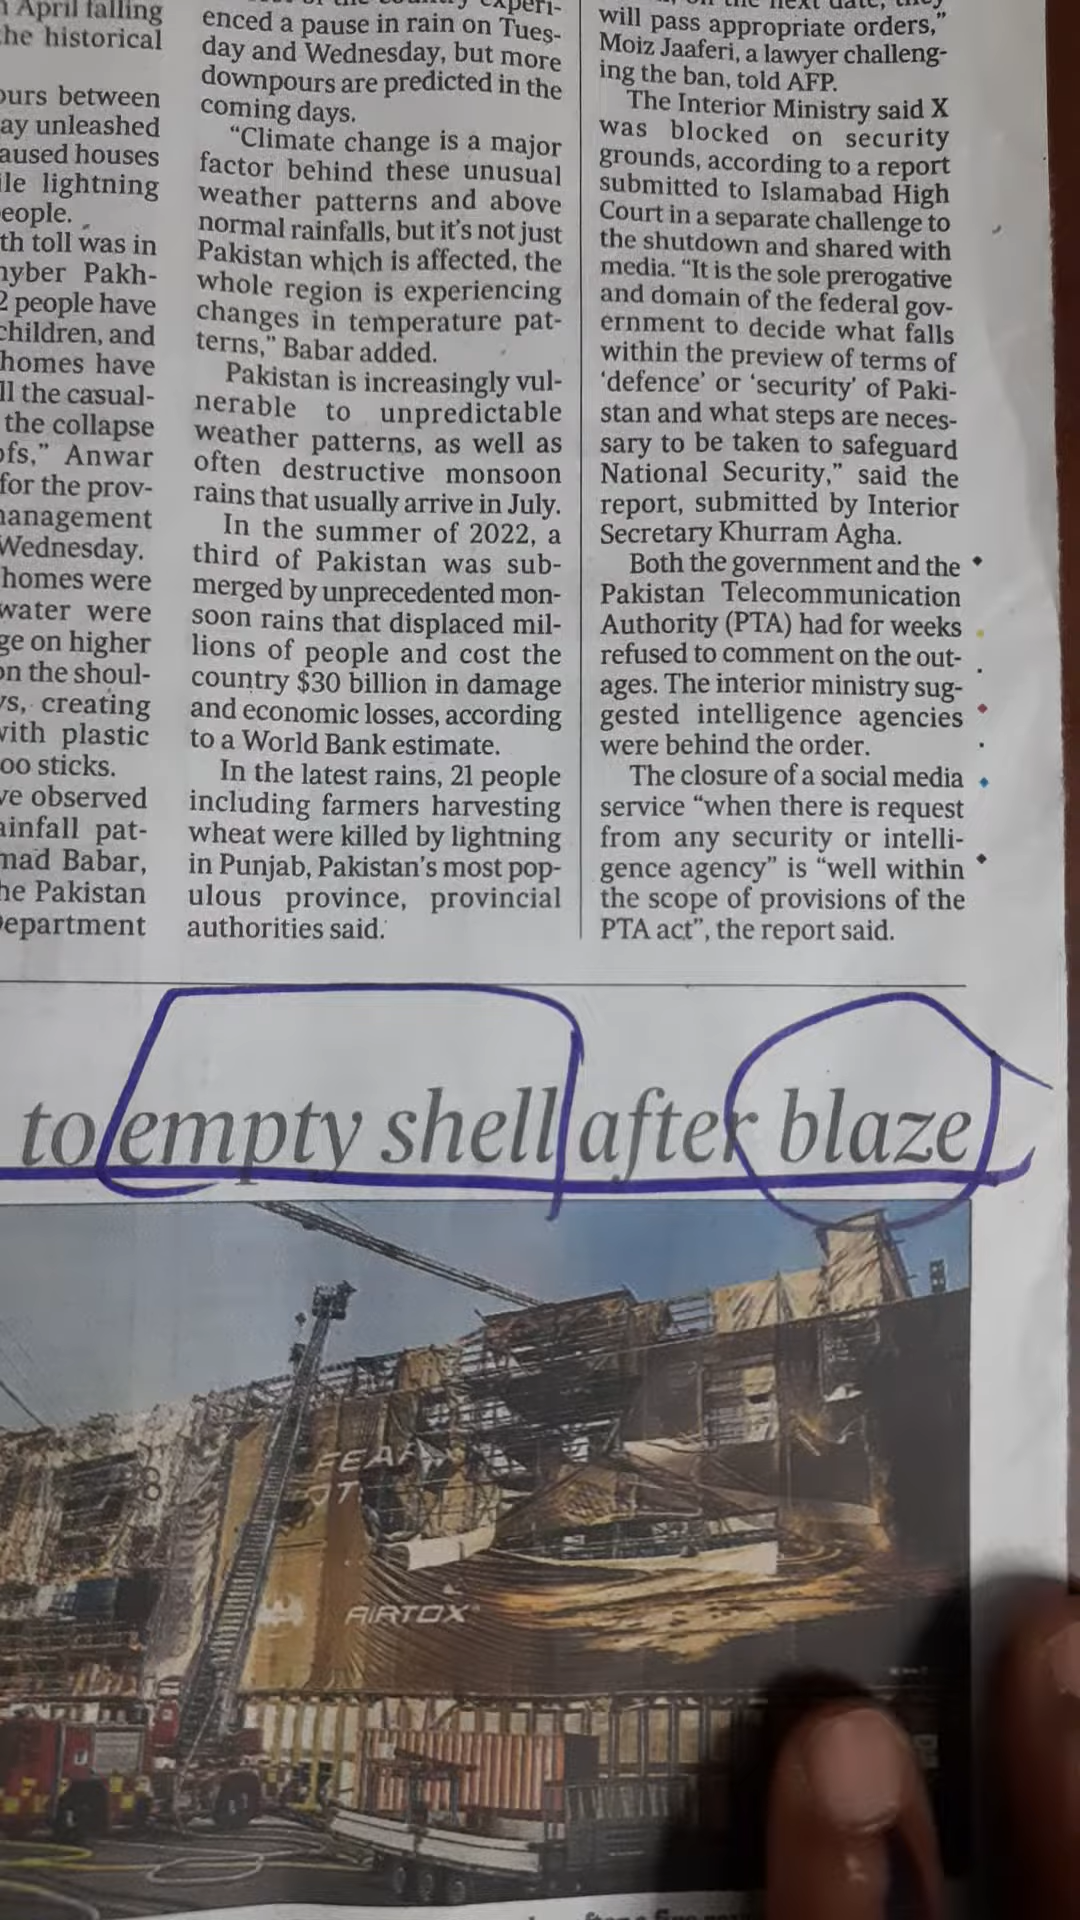 April falling
the historical
ours between
ay unleashed
aused houses
ile lightning
eople.
th toll was in
hyber Pakh-
2 people have
children, and
homes have
ll the casual-
the collapse
ofs,” Anwar
for the prov-
anagement
Wednesday.
homes were
water were
ge on higher
on the shoul-
ys, creating
with plastic
oo sticks.
ve observed
ainfall pat-
mad Babar,
he Pakistan
Department
experi-
enced a pause in rain on Tues-
day and Wednesday, but more
downpours are predicted in the
coming days.
“Climate change is a major
factor behind these unusual
weather patterns and above
normal rainfalls, but it’s not just
Pakistan which is affected, the
whole region is experiencing
changes in temperature pat-
terns,” Babar added.
Pakistan is increasingly vul-
nerable to unpredictable
weather patterns, as well as
often destructive monsoon
rains that usually arrive in July.
In the summer of 2022, a
third of Pakistan was sub-
merged by unprecedented mon-
soon rains that displaced mil-
lions of people and cost the
country $30 billion in damage
and economic losses, according
to a World Bank estimate.
In the latest rains, 21 people
including farmers harvesting
wheat were killed by lightning
in Punjab, Pakistan’s most pop-
ulous province, provincial
authorities said.
on the next date, they
will pass appropriate orders,”
Moiz Jaaferi, a lawyer challeng-
ing the ban, told AFP.
The Interior Ministry said X
was blocked on security
grounds, according to a report
submitted to Islamabad High
Court in a separate challenge to
the shutdown and shared with
media. “It is the sole prerogative
and domain of the federal gov-
ernment to decide what falls
within the preview of terms of
‘defence’ or ‘security’ of Paki-
stan and what steps are neces-
sary to be taken to safeguard
National Security,” said the
report, submitted by Interior
Secretary Khurram Agha.
Both the government and the
Pakistan Telecommunication
Authority (PTA) had for weeks
refused to comment on the out-
ages. The interior ministry sug-
gested intelligence agencies
were behind the order.
The closure of a social media
service “when there is request
from any security or intelli-
gence agency” is “well within
the scope of provisions of the
PTA act”, the report said.
to empty shell after blaze
AIRTOX